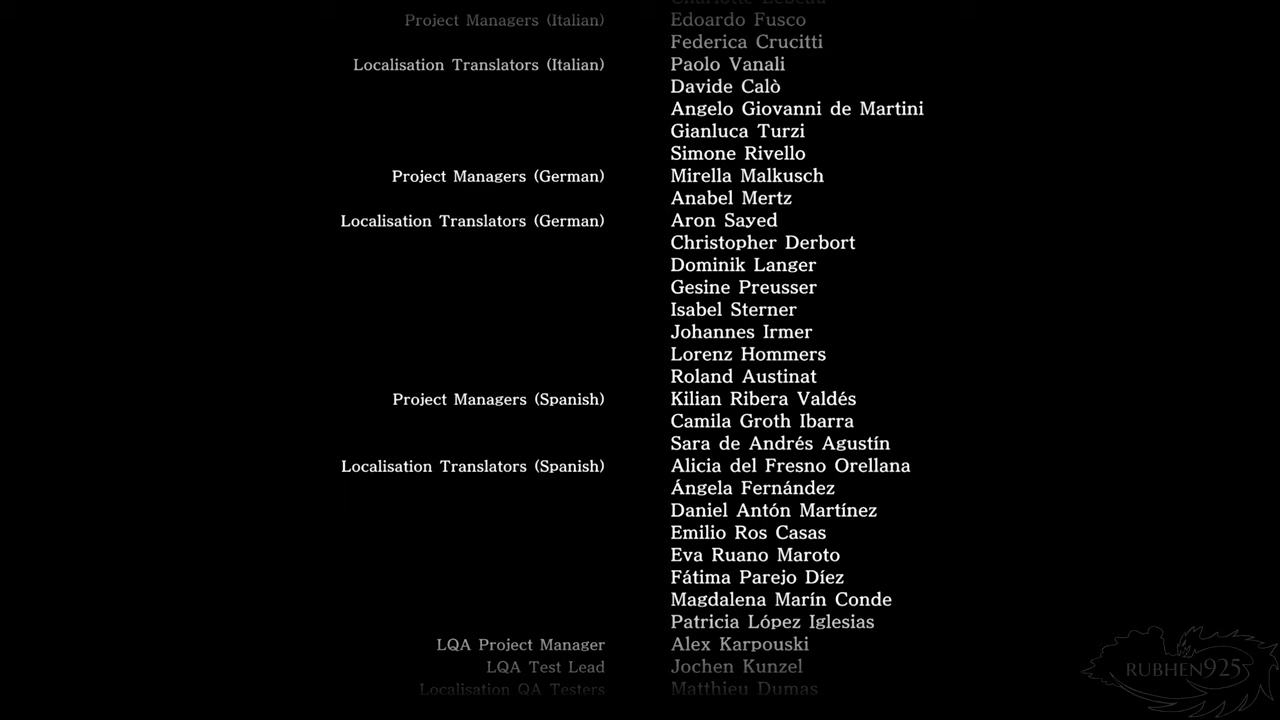 Charlotte Lebeau
Project Managers (Italian) Edoardo Fusco
Federica Crucitti
Localisation Translators (Italian) Paolo Vanali
Davide Calò
Angelo Giovanni de Martini
Gianluca Turzi
Simone Rivello
Project Managers (German) Mirella Malkusch
Anabel Mertz
Localisation Translators (German) Aron Sayed
Christopher Derbort
Dominik Langer
Gesine Preusser
Isabel Sterner
Johannes Irmer
Lorenz Hommers
Roland Austinat
Project Managers (Spanish) Kilian Ribera Valdés
Camila Groth Ibarra
Sara de Andrés Agustín
Localisation Translators (Spanish) Alicia del Fresno Orellana
Ángela Fernández
Daniel Antón Martínez
Emilio Ros Casas
Eva Ruano Maroto
Fátima Parejo Díez
Magdalena Marín Conde
Patricia López Iglesias
LQA Project Manager Alex Karpouski
LQA Test Lead Jochen Kunzel
Localisation QA Testers Matthieu Dumas
RUBHEN925